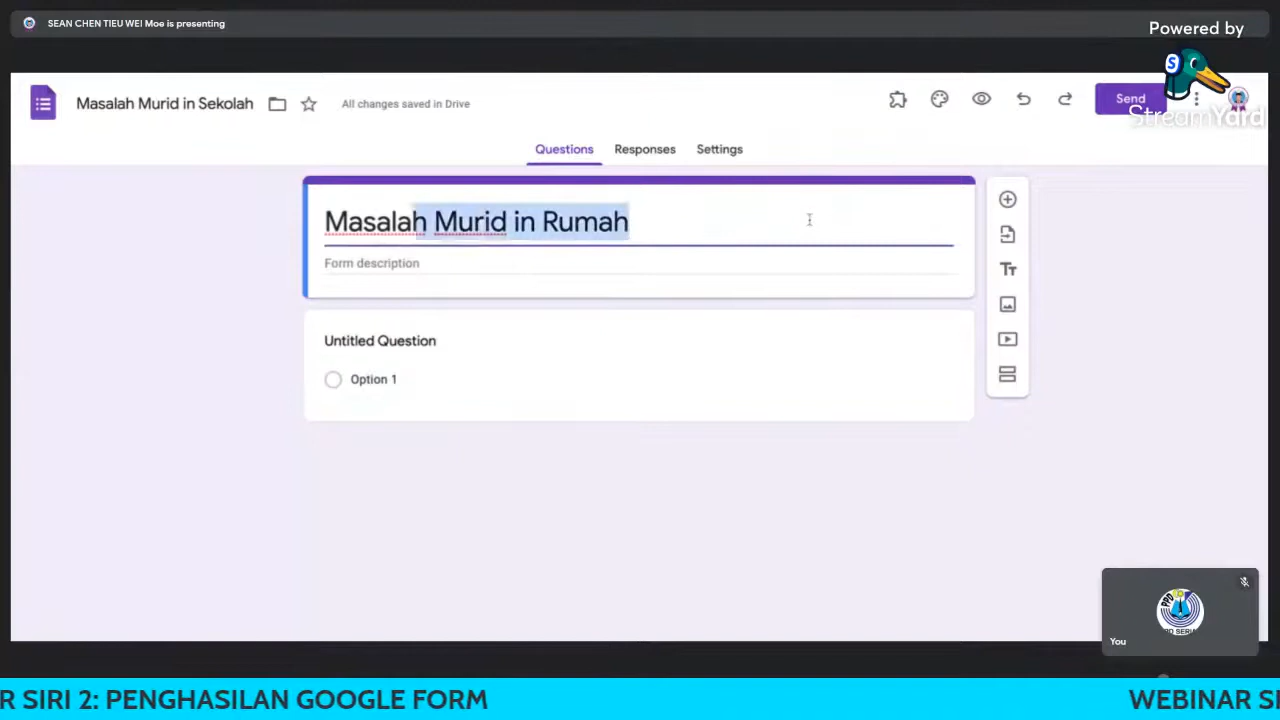 SEAN CHEN TIEU WEI Moe is presenting
Powered by
StreamYard
Masalah Murid in Sekolah
All changes saved in Drive
Send
Questions
Responses
Settings
Masalah Murid in Rumah
Form description
Untitled Question
Option 1
PPD
You
R SIRI 2: PENGHASILAN GOOGLE FORM
WEBINAR S